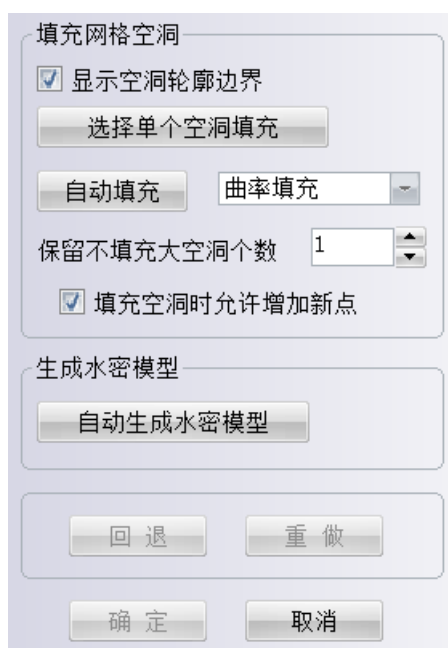 填充网格空洞
显示空洞轮廓边界
选择单个空洞填充
自动填充 曲率填充
保留不填充大空洞个数 1
填充空洞时允许增加新点
生成水密模型
自动生成水密模型
回 退 重 做
确 定 取消